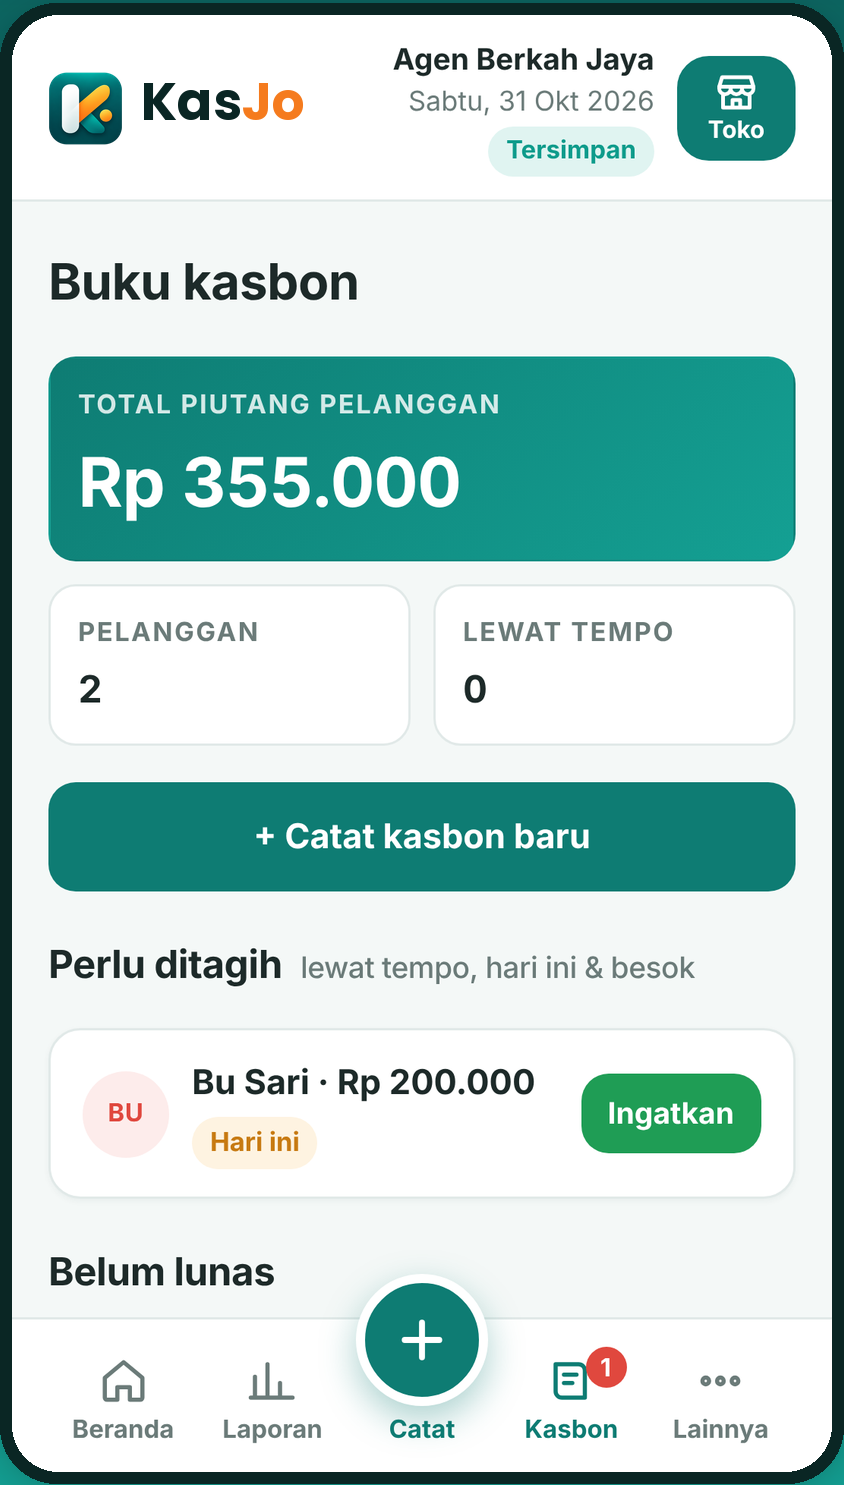 KasJo
Agen Berkah Jaya
Sabtu, 31 Okt 2026
Tersimpan
Toko
Buku kasbon
TOTAL PIUTANG PELANGGAN
Rp 355.000
PELANGGAN
2
LEWAT TEMPO
0
+ Catat kasbon baru
Perlu ditagih lewat tempo, hari ini & besok
BU
Bu Sari · Rp 200.000
Hari ini
Ingatkan
Belum lunas
Beranda
Laporan
Catat
1
Kasbon
Lainnya